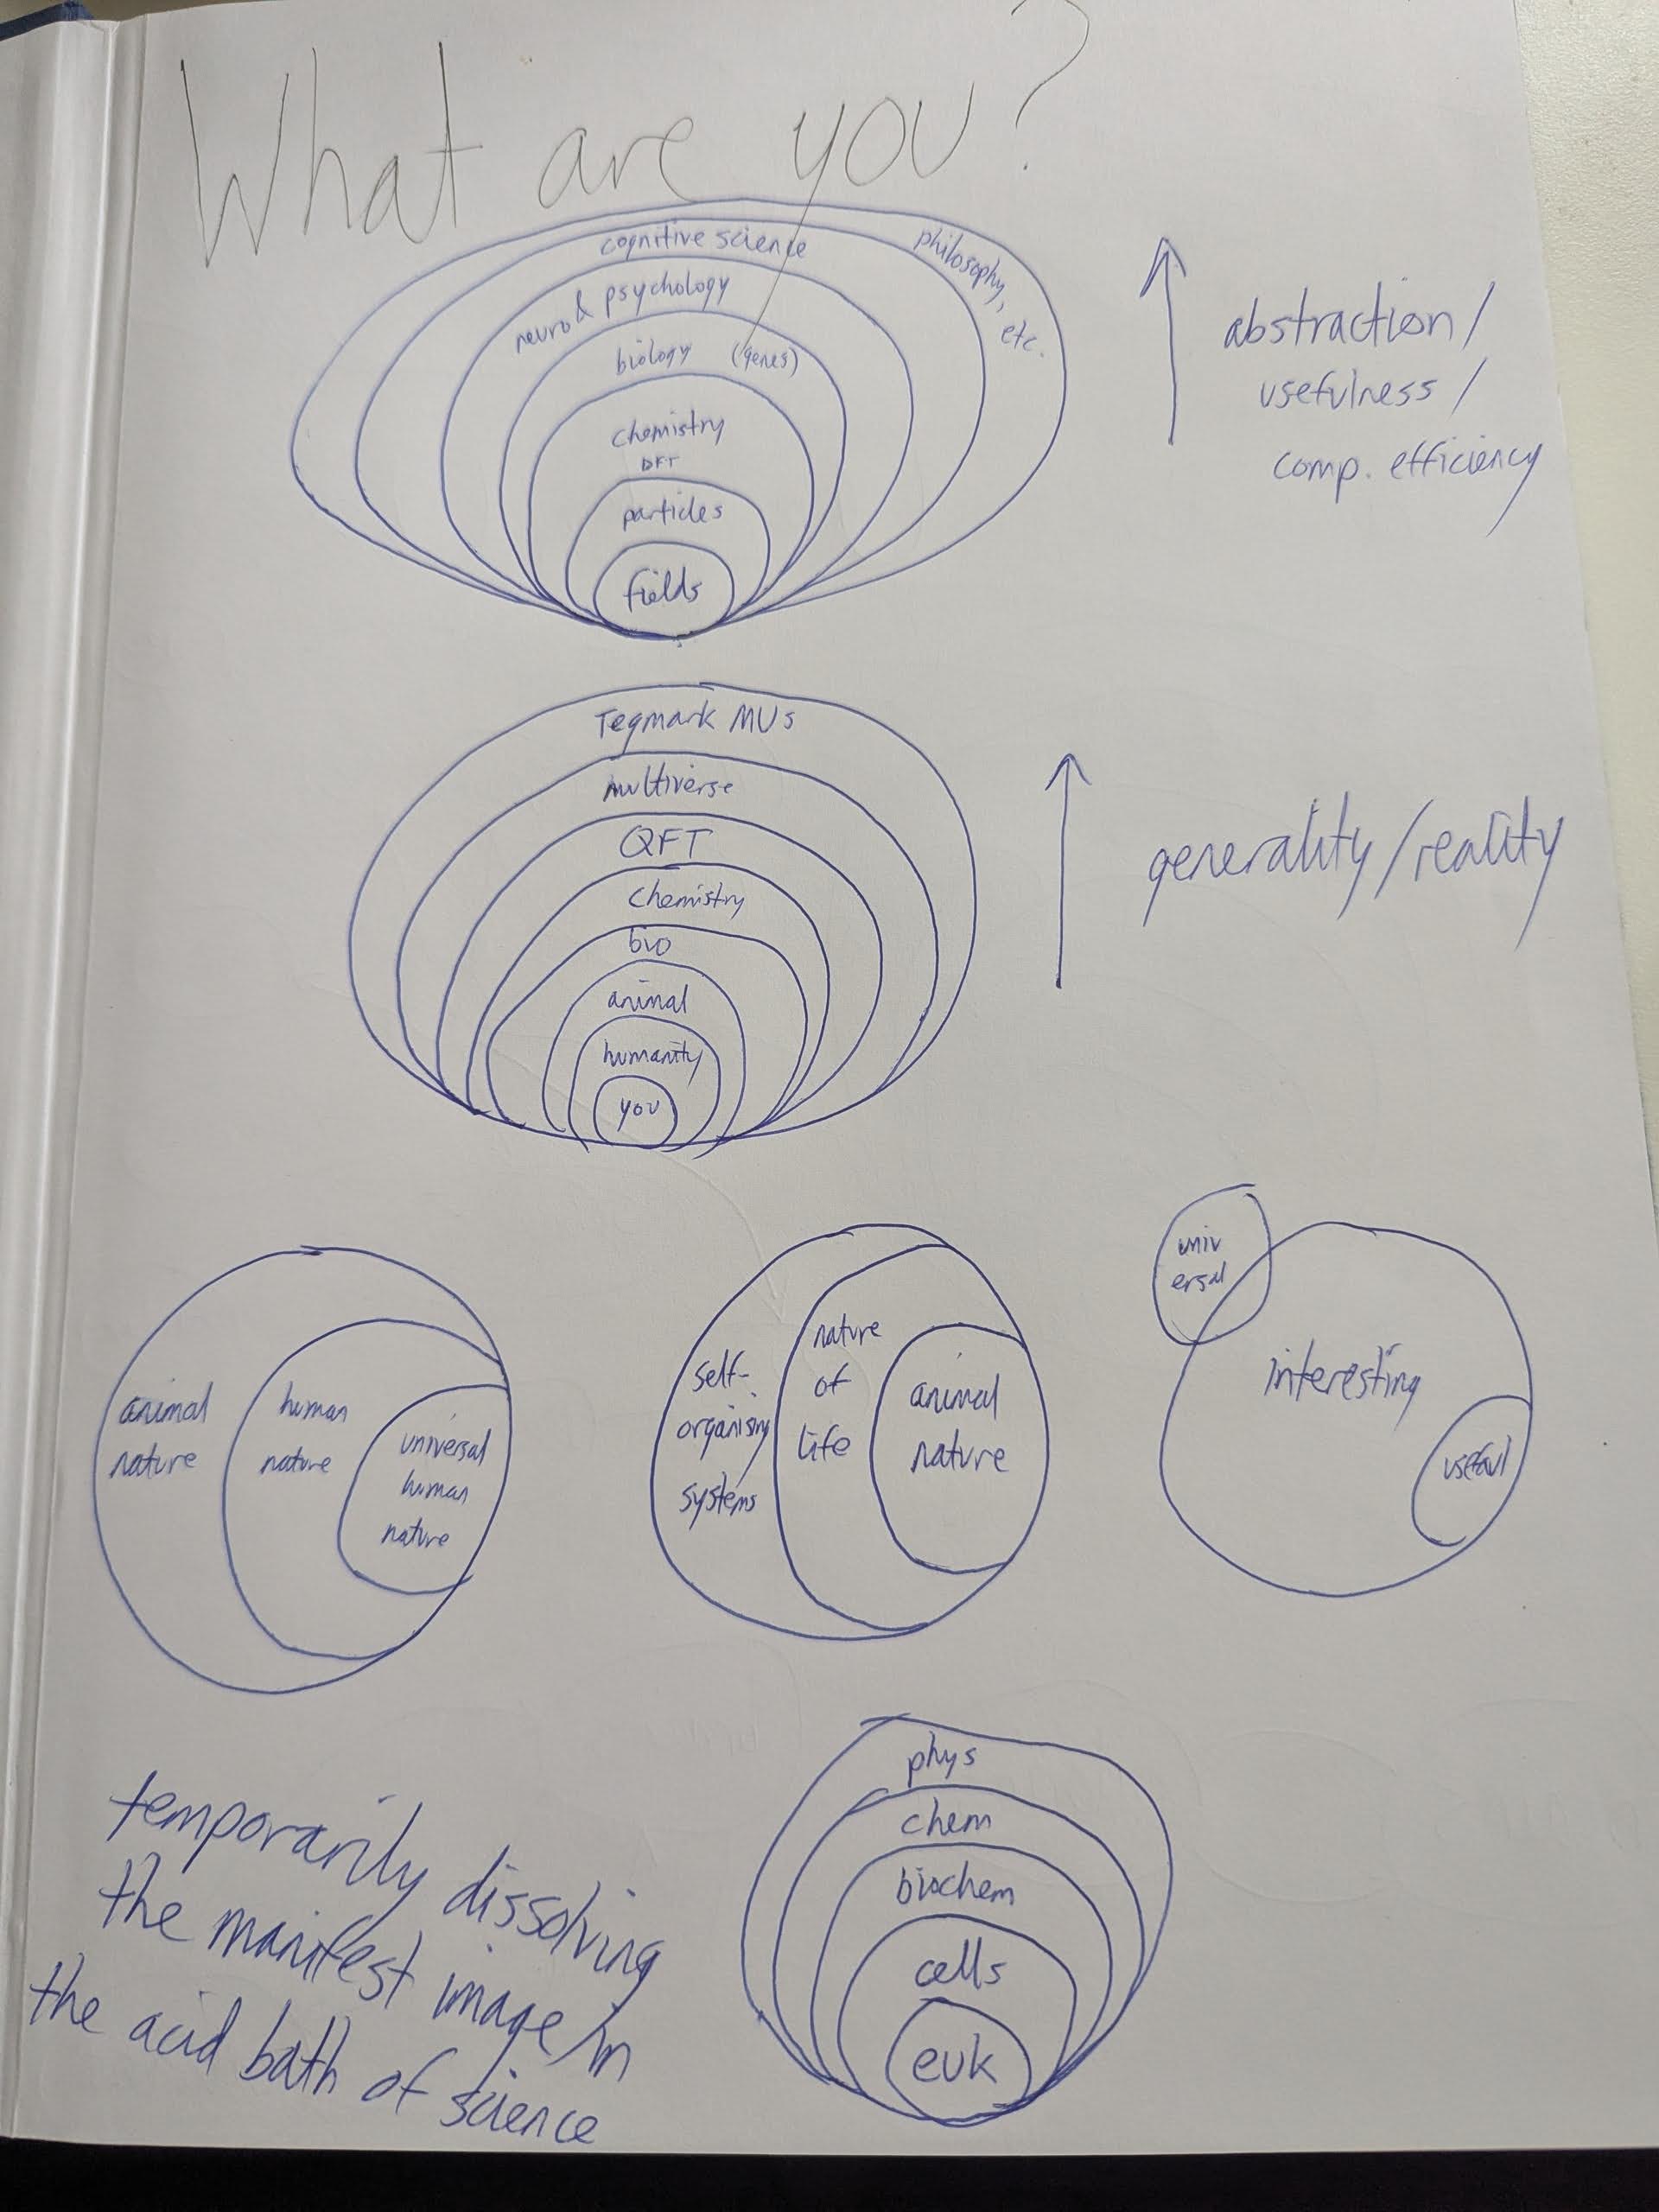 What are you?
cognitive science
philosophy, etc.
neuro & psychology
biology (genes)
chemistry
DFT
particles
fields
abstraction /
usefulness /
comp. efficiency
Tegmark MUs
multiverse
QFT
chemistry
bio
animal
humanity
you
generality/reality
animal
nature
human
nature
universal
human
nature
self-
organising
systems
nature
of
life
animal
nature
univ
ersal
interesting
useful
temporarily dissolving
the manifest image in
the acid bath of science
phys
chem
biochem
cells
euk